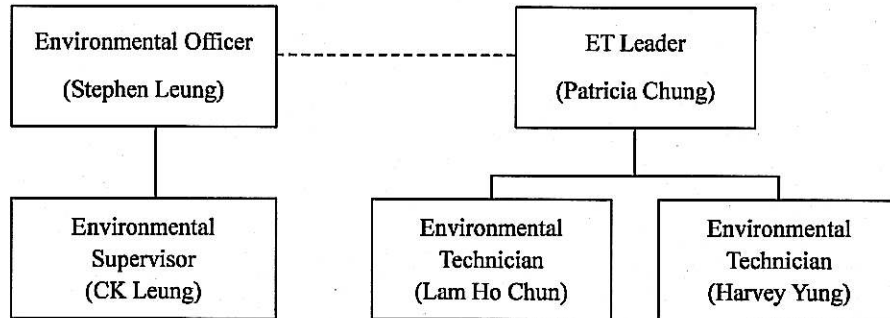 Environmental Officer
(Stephen Leung)
ET Leader
(Patricia Chung)
Environmental
Supervisor
(CK Leung)
Environmental
Technician
(Lam Ho Chun)
Environmental
Technician
(Harvey Yung)